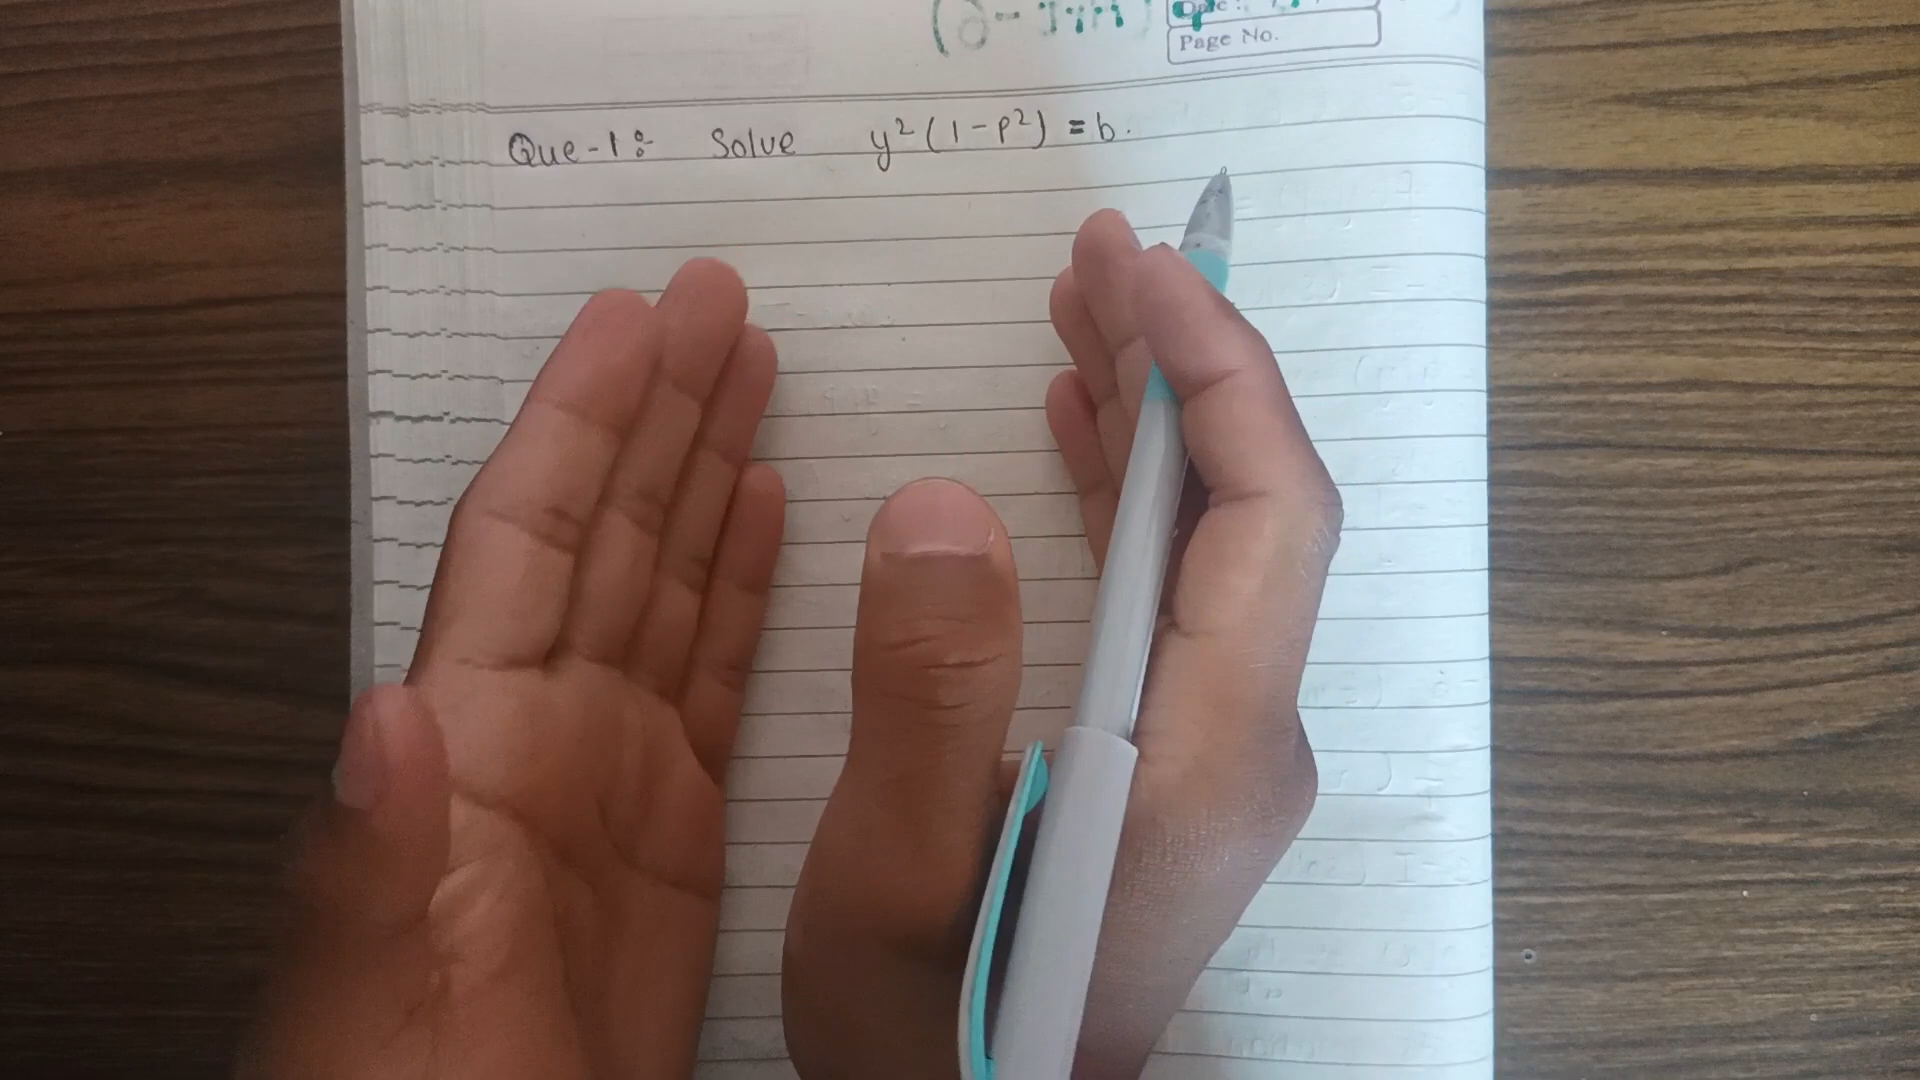 Page No.
Que-1:- Solve y²(1-p²) = b.